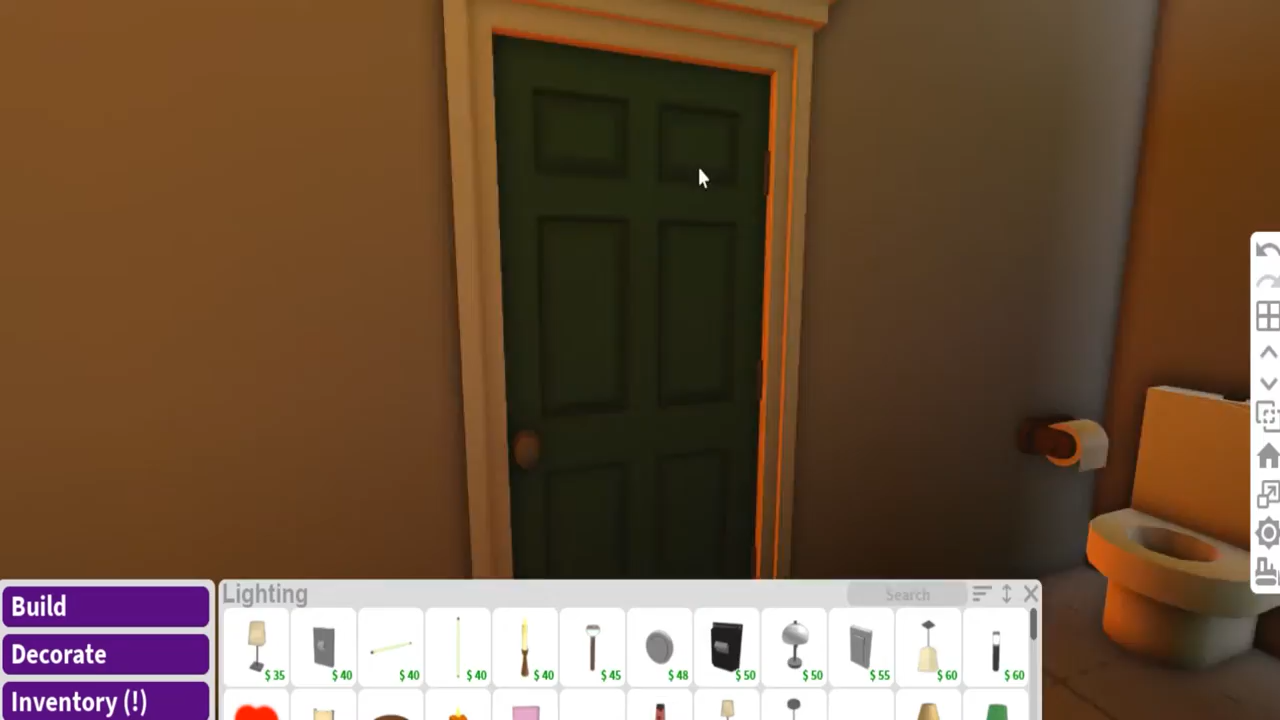 Lighting
Search
Build
Decorate
Inventory (!)
$ 35
$ 40
$ 40
$ 40
$ 40
$ 45
$ 48
$ 50
$ 50
$ 55
$ 60
$ 60